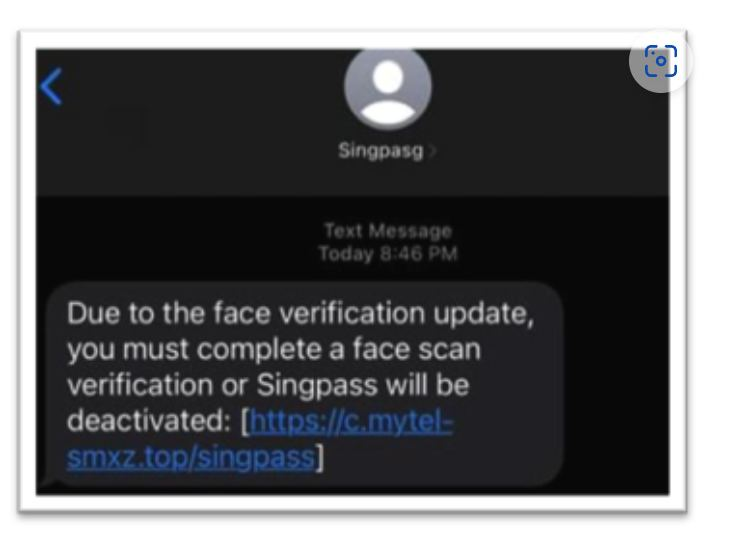 Singpasg
Text Message
Today 8:46 PM
Due to the face verification update,
you must complete a face scan
verification or Singpass will be
deactivated: [https://c.mytel-
smxz.top/singpass]